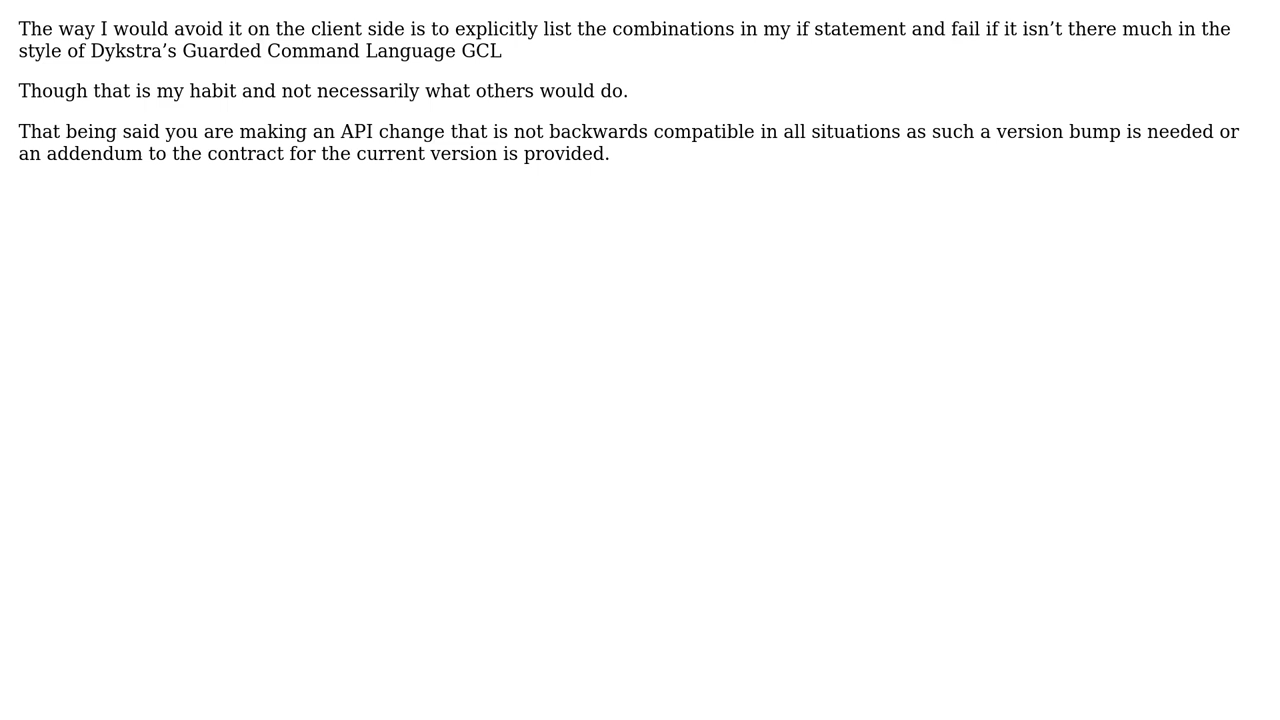 The way I would avoid it on the client side is to explicitly list the combinations in my if statement and fail if it isn’t there much in the
style of Dykstra’s Guarded Command Language GCL
Though that is my habit and not necessarily what others would do.
That being said you are making an API change that is not backwards compatible in all situations as such a version bump is needed or
an addendum to the contract for the current version is provided.